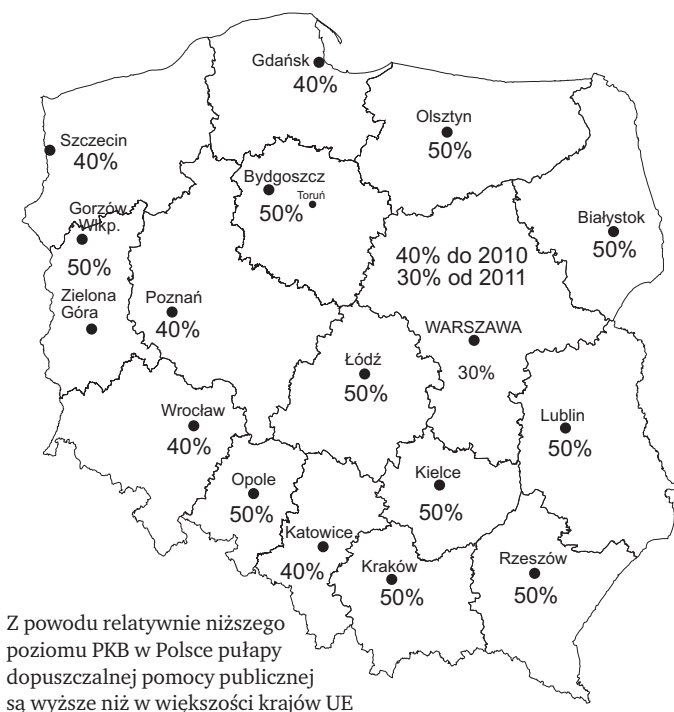 Gdańsk
40%
Olsztyn
50%
Szczecin
40%
Bydgoszcz
Toruń
50%
Gorzów
Wlkp.
50%
Białystok
50%
40% do 2010
30% od 2011
Zielona
Góra
Poznań
40%
WARSZAWA
30%
Łódź
50%
Wrocław
40%
Lublin
50%
Opole
50%
Kielce
50%
Katowice
40%
Kraków
50%
Rzeszów
50%
Z powodu relatywnie niższego
poziomu PKB w Polsce pułapy
dopuszczalnej pomocy publicznej
są wyższe niż w większości krajów UE